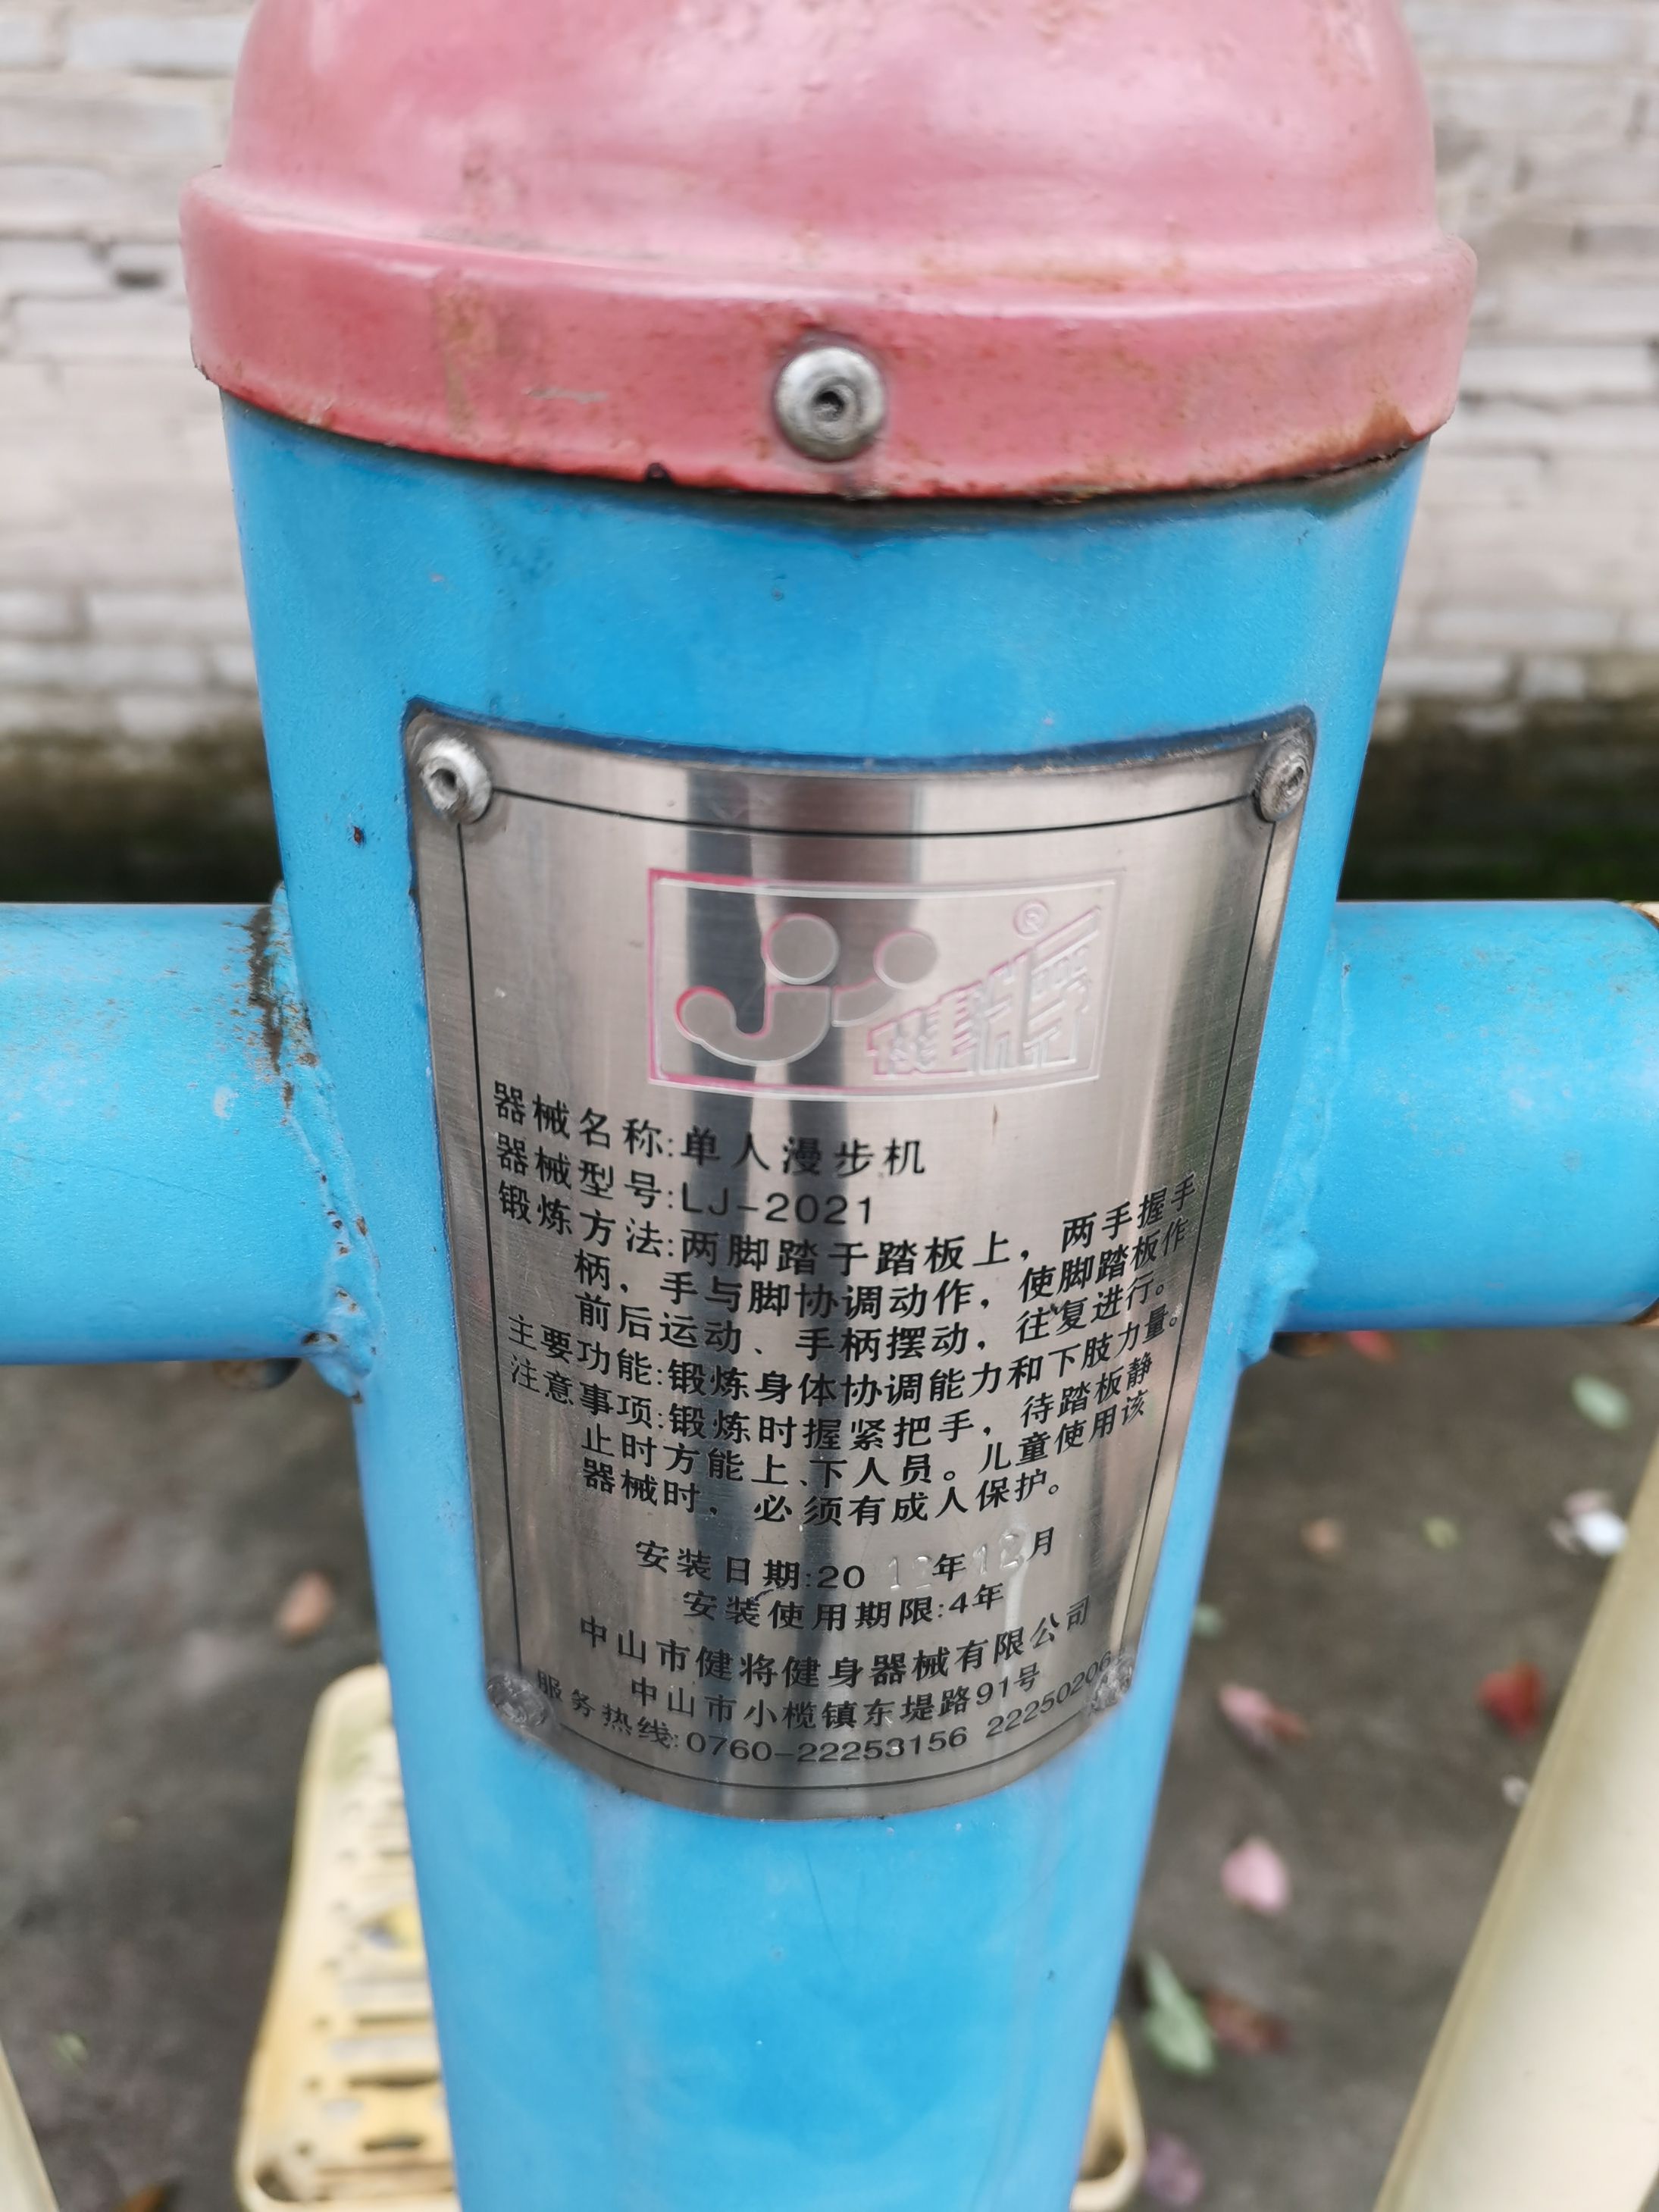 健将
®
器械名称:单人漫步机
器械型号:LJ-2021
锻炼方法:两脚踏于踏板上，两手握手
柄，手与脚协调动作，使脚踏板作
前后运动、手柄摆动，往复进行。
主要功能:锻炼身体协调能力和下肢力量。
注意事项:锻炼时握紧把手，待踏板静
止时方能上、下人员。儿童使用该
器械时，必须有成人保护。
安装日期:2012年12月
安装使用期限:4年
中山市健将健身器械有限公司
中山市小榄镇东堤路91号
服务热线:0760-22253156 22250206